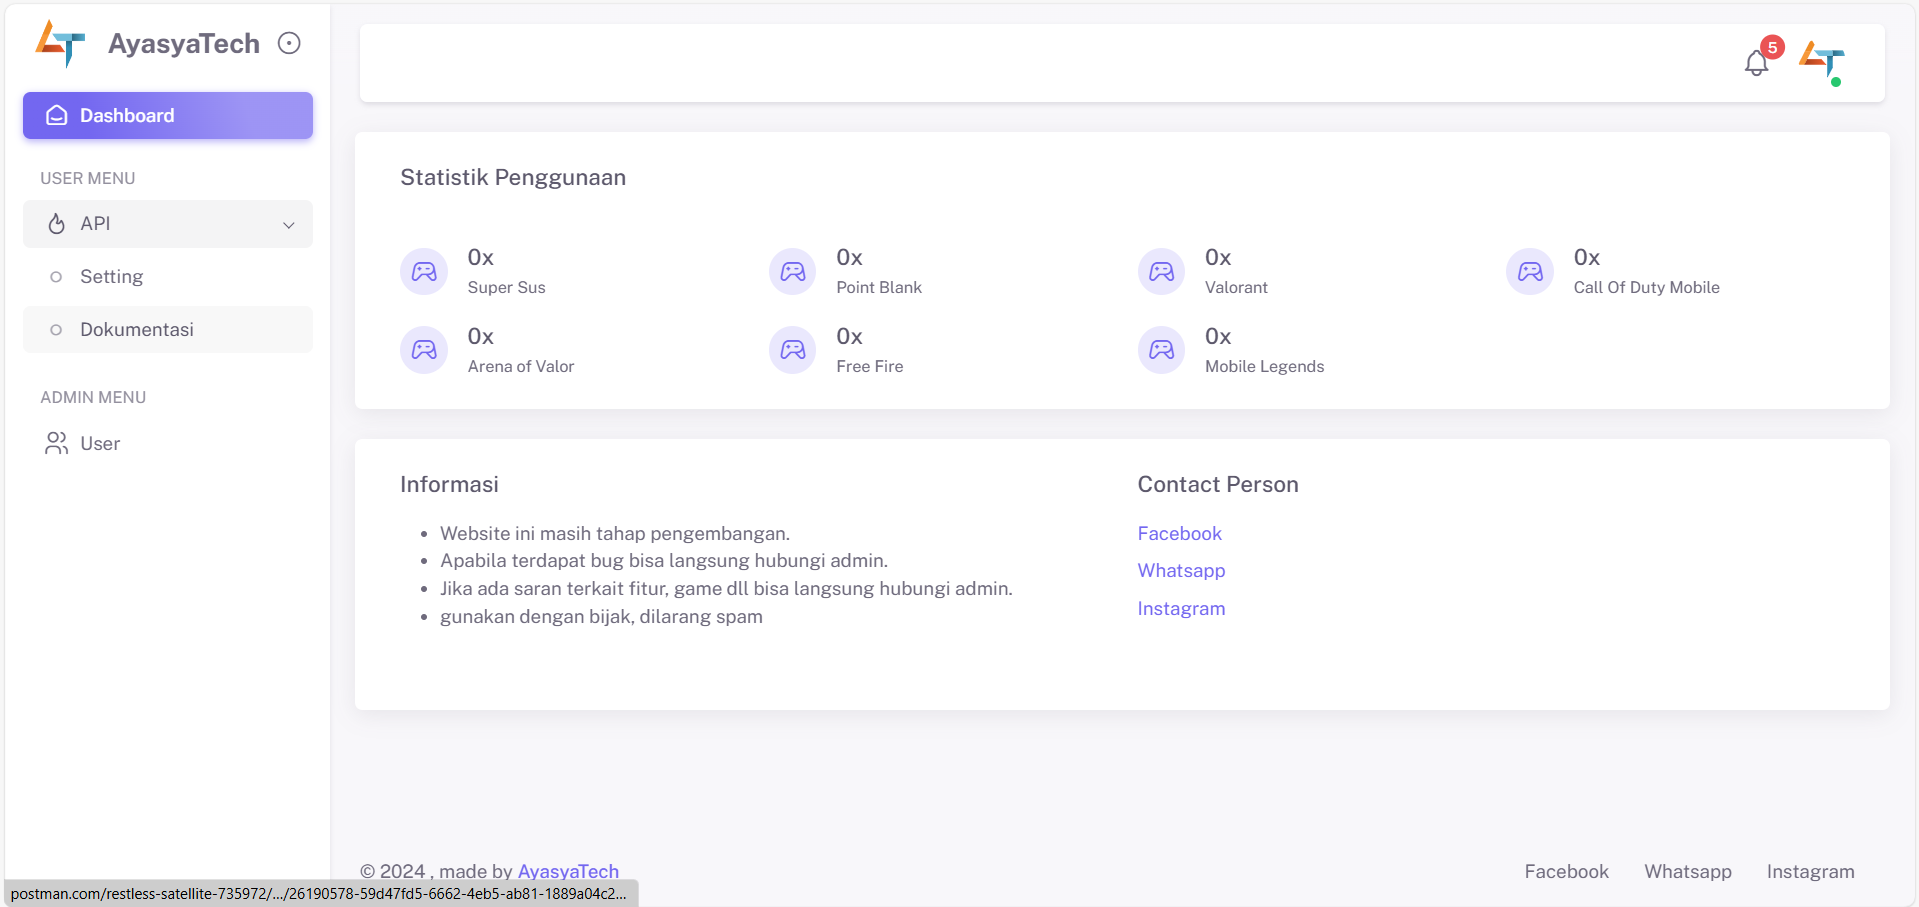 AyasyaTech
5
Dashboard
USER MENU
API
Setting
Dokumentasi
ADMIN MENU
User
Statistik Penggunaan
0x
Super Sus
0x
Point Blank
0x
Valorant
0x
Call Of Duty Mobile
0x
Arena of Valor
0x
Free Fire
0x
Mobile Legends
Informasi
Website ini masih tahap pengembangan.
Apabila terdapat bug bisa langsung hubungi admin.
Jika ada saran terkait fitur, game dll bisa langsung hubungi admin.
gunakan dengan bijak, dilarang spam
Contact Person
Facebook
Whatsapp
Instagram
© 2024 , made by AyasyaTech
Facebook Whatsapp Instagram
postman.com/restless-satellite-735972/.../26190578-59d47fd5-6662-4eb5-ab81-1889a04c2...